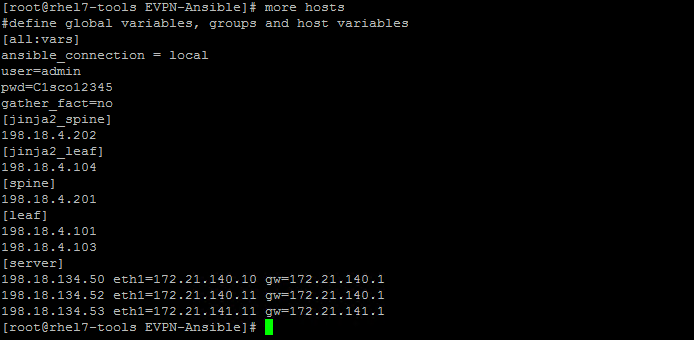 [root@rhel7-tools EVPN-Ansible]# more hosts
#define global variables, groups and host variables
[all:vars]
ansible_connection = local
user=admin
pwd=C1sco12345
gather_fact=no
[jinja2_spine]
198.18.4.202
[jinja2_leaf]
198.18.4.104
[spine]
198.18.4.201
[leaf]
198.18.4.101
198.18.4.103
[server]
198.18.134.50 eth1=172.21.140.10 gw=172.21.140.1
198.18.134.52 eth1=172.21.140.11 gw=172.21.140.1
198.18.134.53 eth1=172.21.141.11 gw=172.21.141.1
[root@rhel7-tools EVPN-Ansible]#